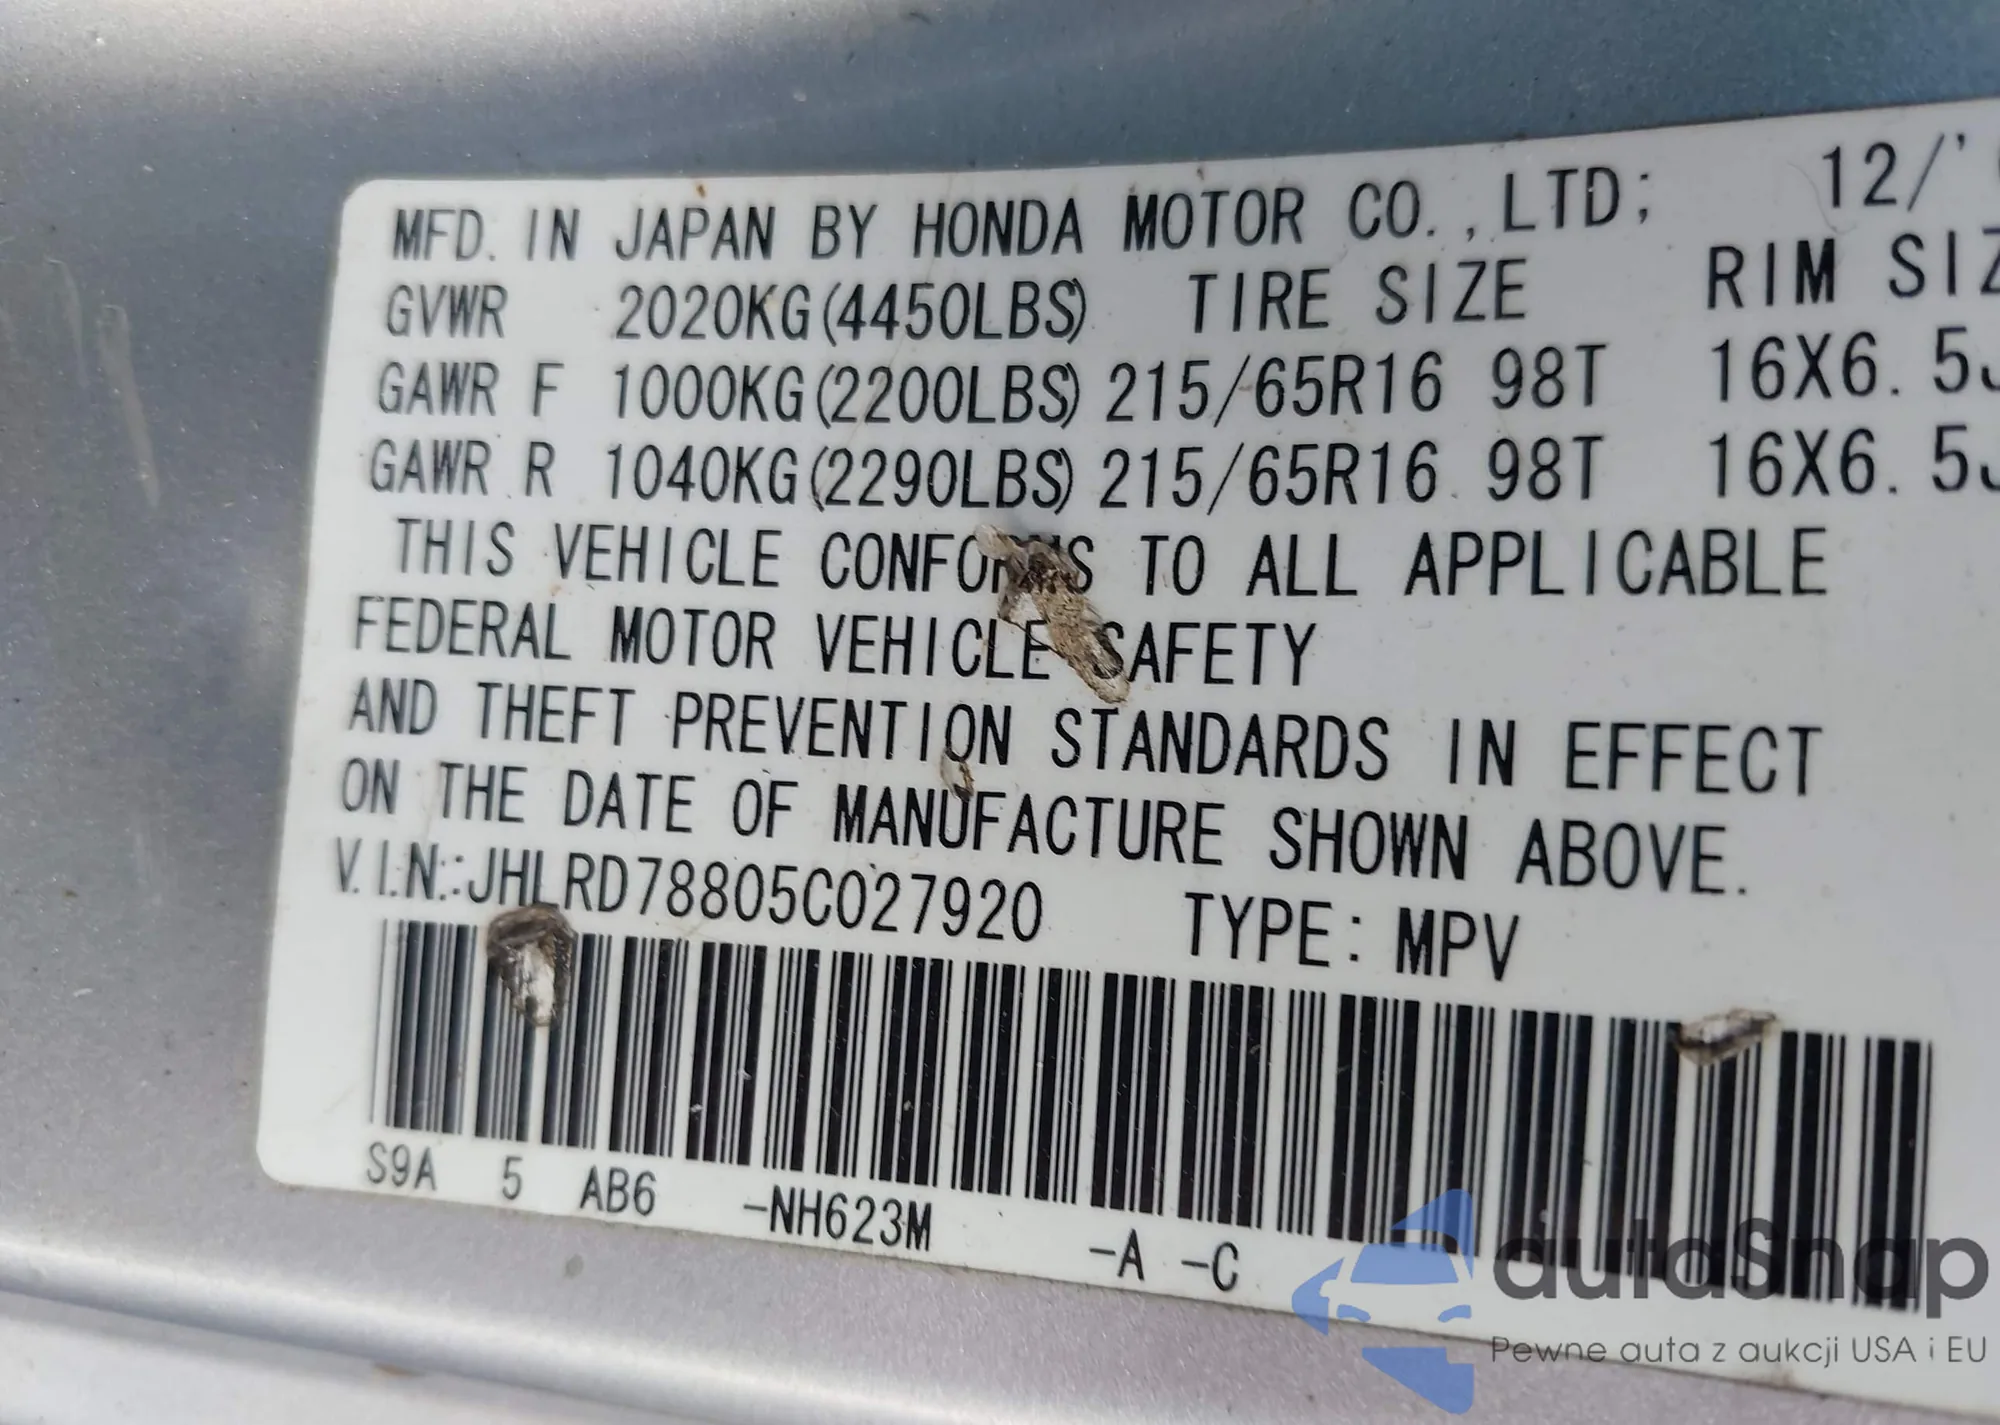 MFD. IN JAPAN BY HONDA MOTOR CO.,LTD; 12/'
GVWR 2020KG(4450LBS) TIRE SIZE RIM SIZ
GAWR F 1000KG(2200LBS) 215/65R16 98T 16X6.5J
GAWR R 1040KG(2290LBS) 215/65R16 98T 16X6.5J
THIS VEHICLE CONFORMS TO ALL APPLICABLE
FEDERAL MOTOR VEHICLE SAFETY
AND THEFT PREVENTION STANDARDS IN EFFECT
ON THE DATE OF MANUFACTURE SHOWN ABOVE.
V.I.N.:JHLRD78805C027920 TYPE: MPV
S9A 5 AB6 -NH623M -A -C
autoSnap
Pewne auta z aukcji USA i EU